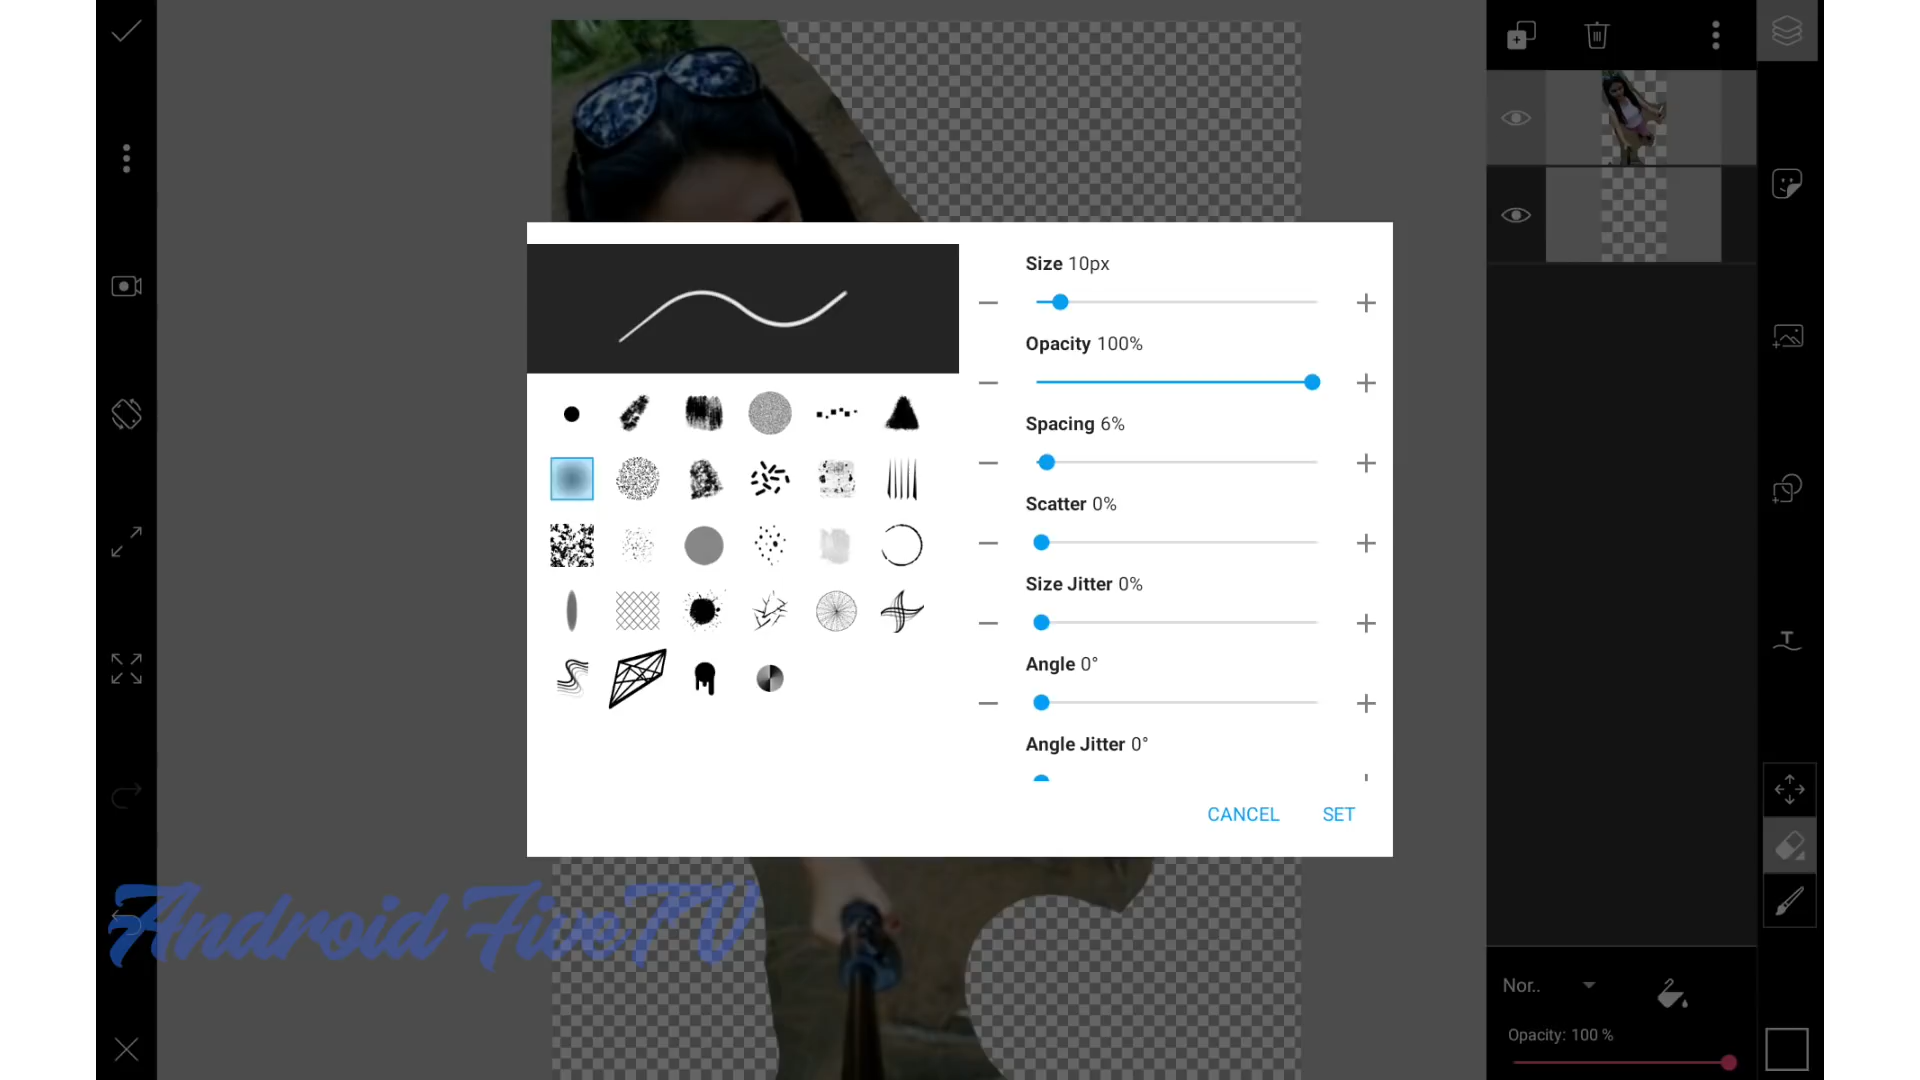 Size 10px
Opacity 100%
Spacing 6%
Scatter 0%
Size Jitter 0%
Angle 0°
Angle Jitter 0°
CANCEL SET
Android FiveTV
Nor..
Opacity: 100 %